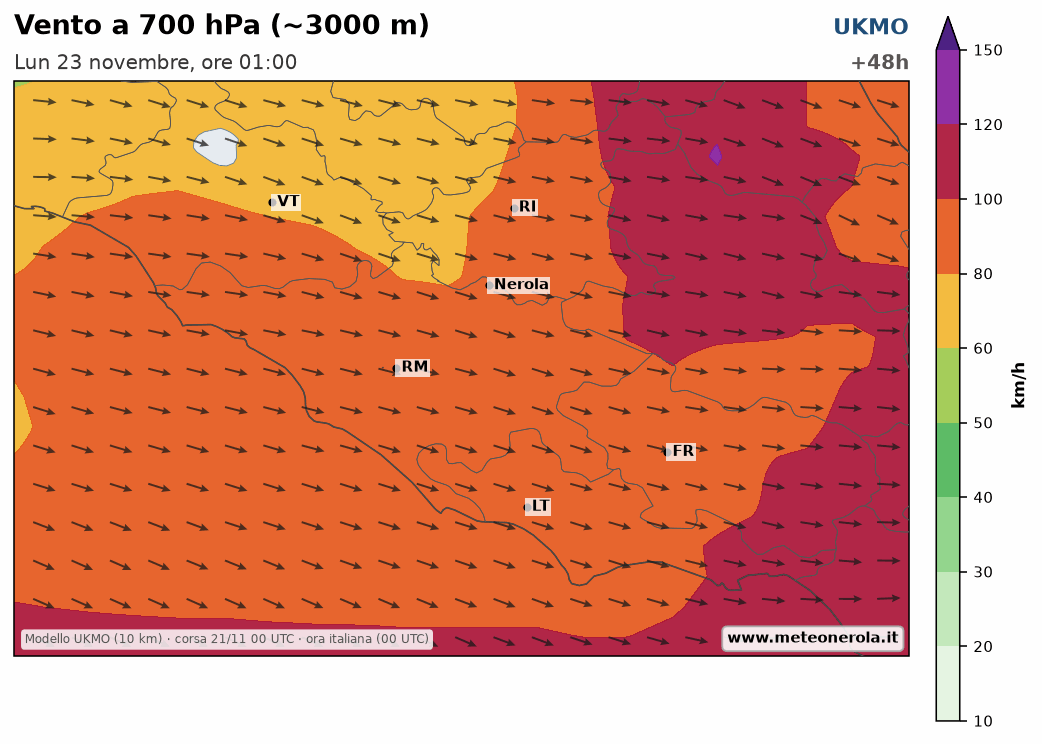 Vento a 700 hPa (~3000 m)
UKMO
Lun 23 novembre, ore 01:00
+48h
150
120
100
80
60
50
40
30
20
10
km/h
VT
RI
Nerola
RM
FR
LT
Modello UKMO (10 km) · corsa 21/11 00 UTC · ora italiana (00 UTC)
www.meteonerola.it